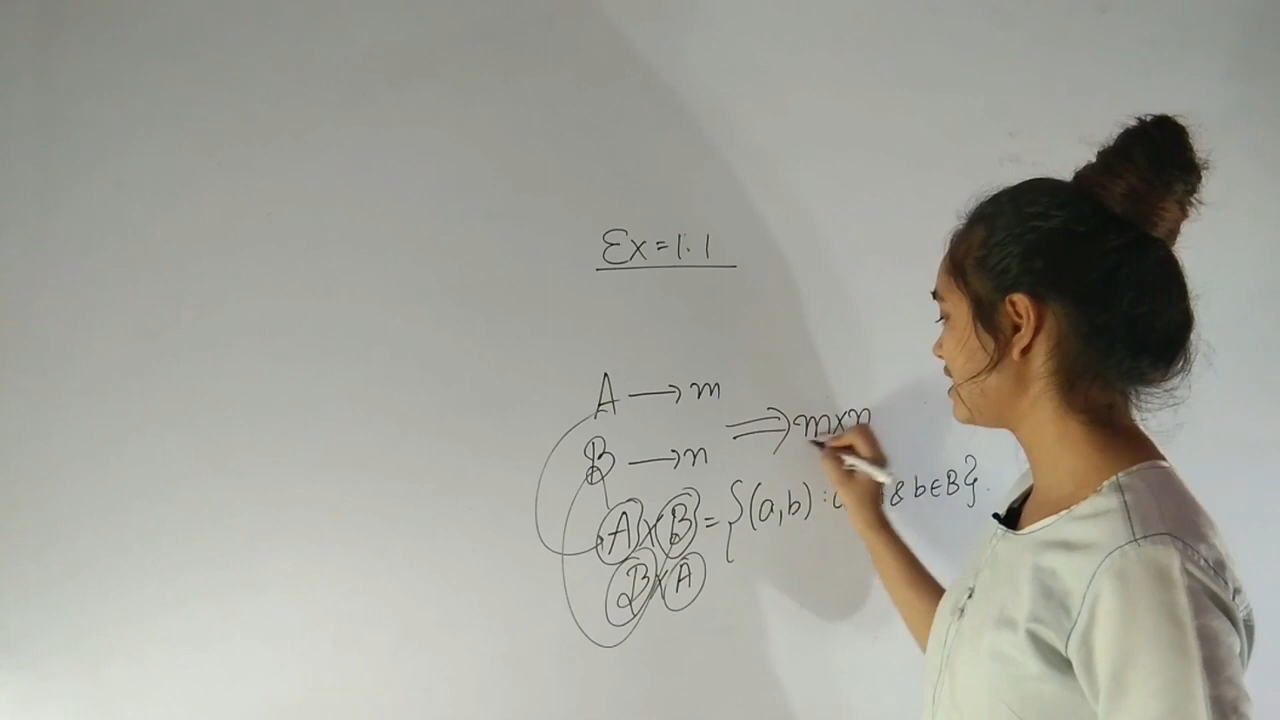 Ex = 1.1
A → m
B → n
⇒ m×n
A × B = {(a,b) : & b ∈ B}.
B × A